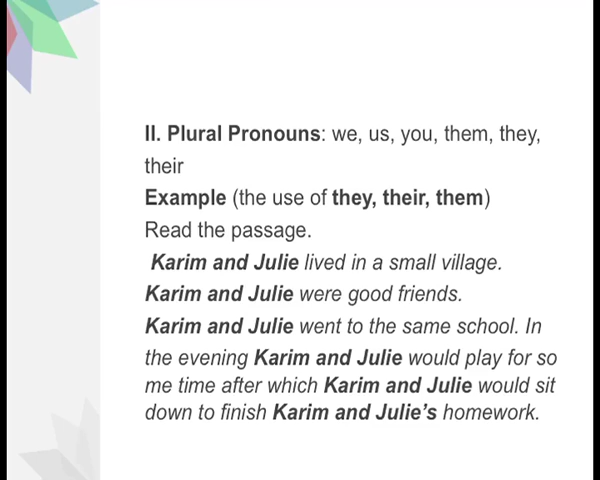 II. Plural Pronouns: we, us, you, them, they,
their
Example (the use of they, their, them)
Read the passage.
Karim and Julie lived in a small village.
Karim and Julie were good friends.
Karim and Julie went to the same school. In
the evening Karim and Julie would play for so
me time after which Karim and Julie would sit
down to finish Karim and Julie’s homework.